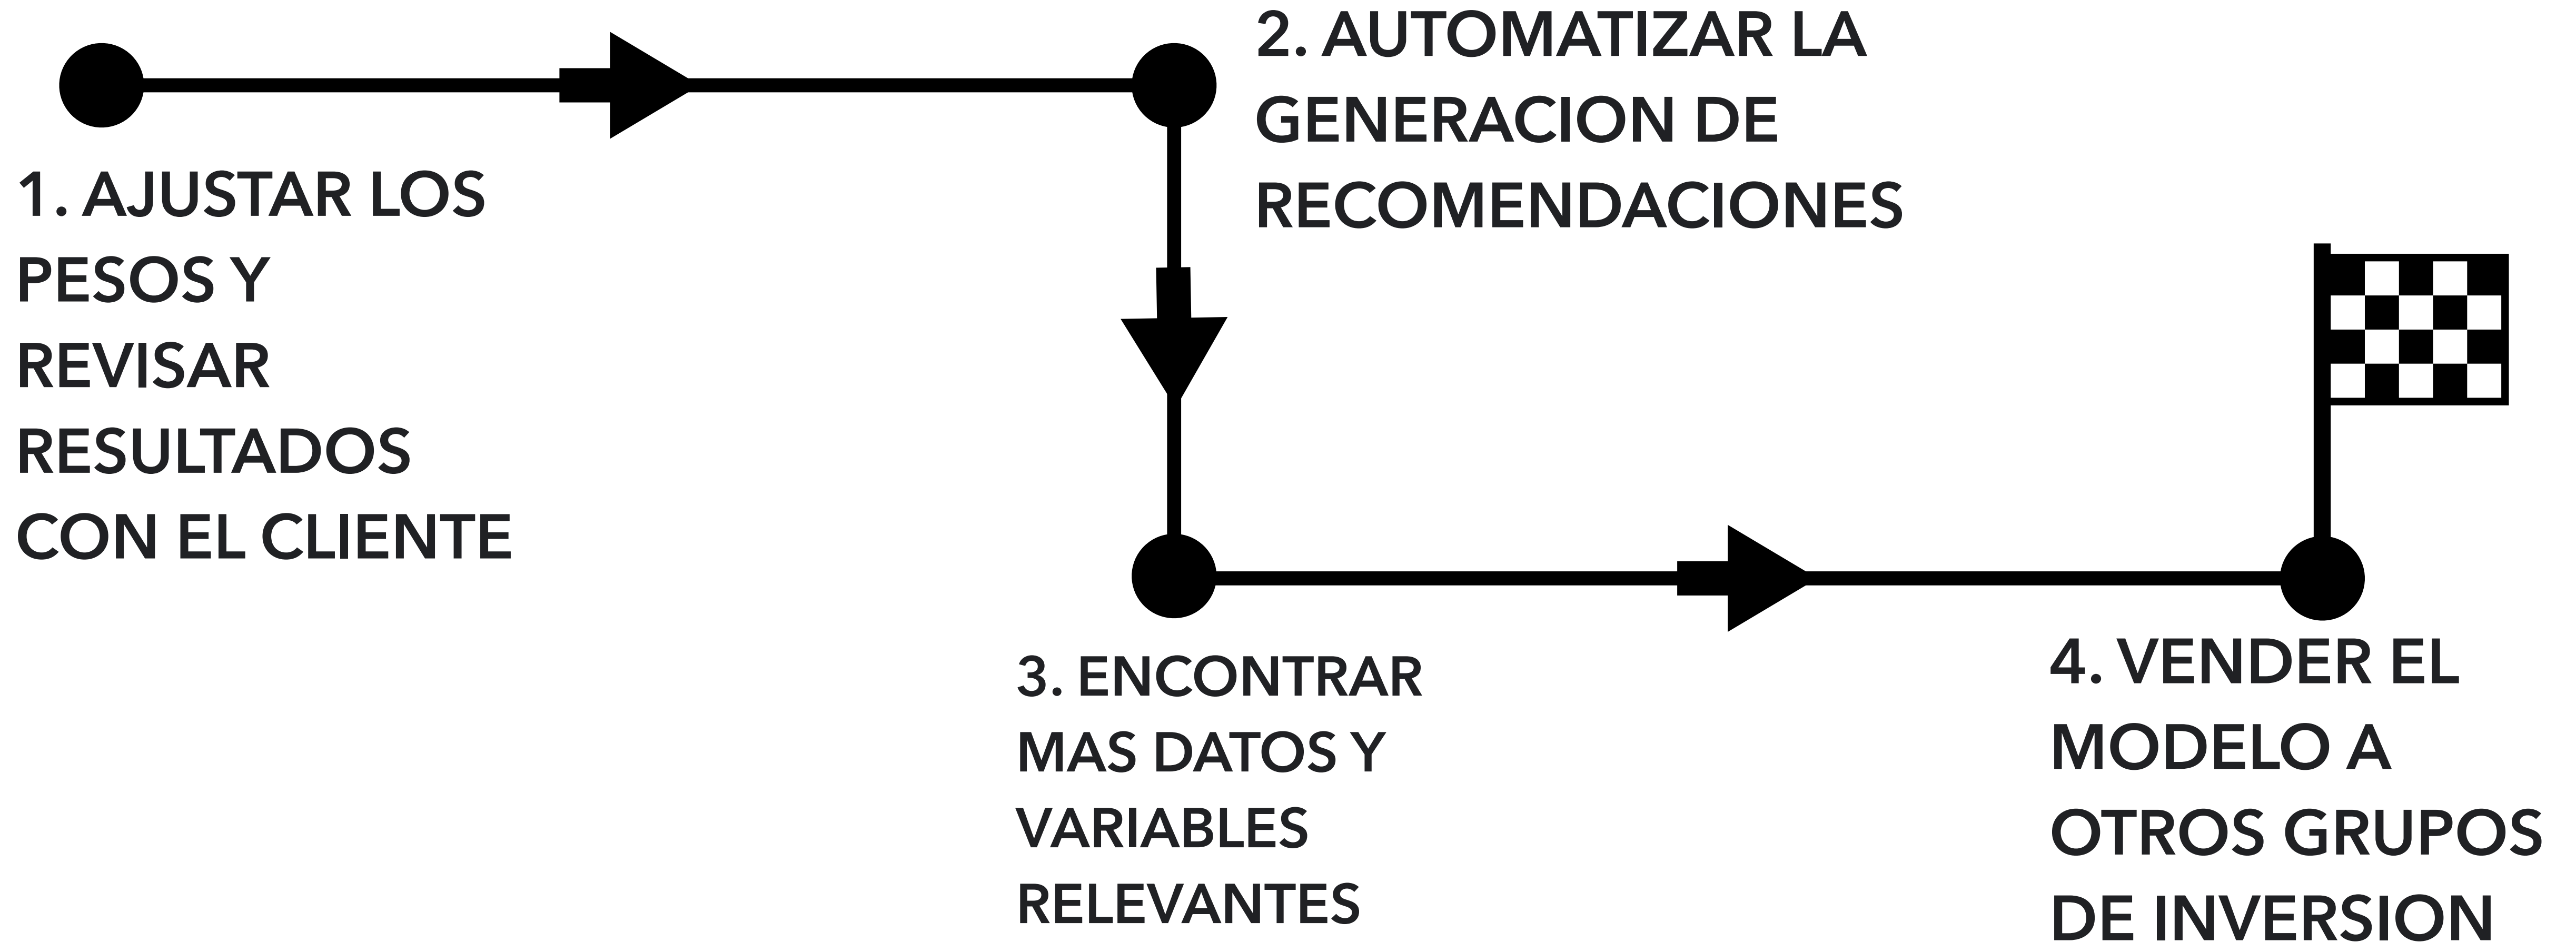 1. AJUSTAR LOS
PESOS Y
REVISAR
RESULTADOS
CON EL CLIENTE
2. AUTOMATIZAR LA
GENERACION DE
RECOMENDACIONES
3. ENCONTRAR
MAS DATOS Y
VARIABLES
RELEVANTES
4. VENDER EL
MODELO A
OTROS GRUPOS
DE INVERSION